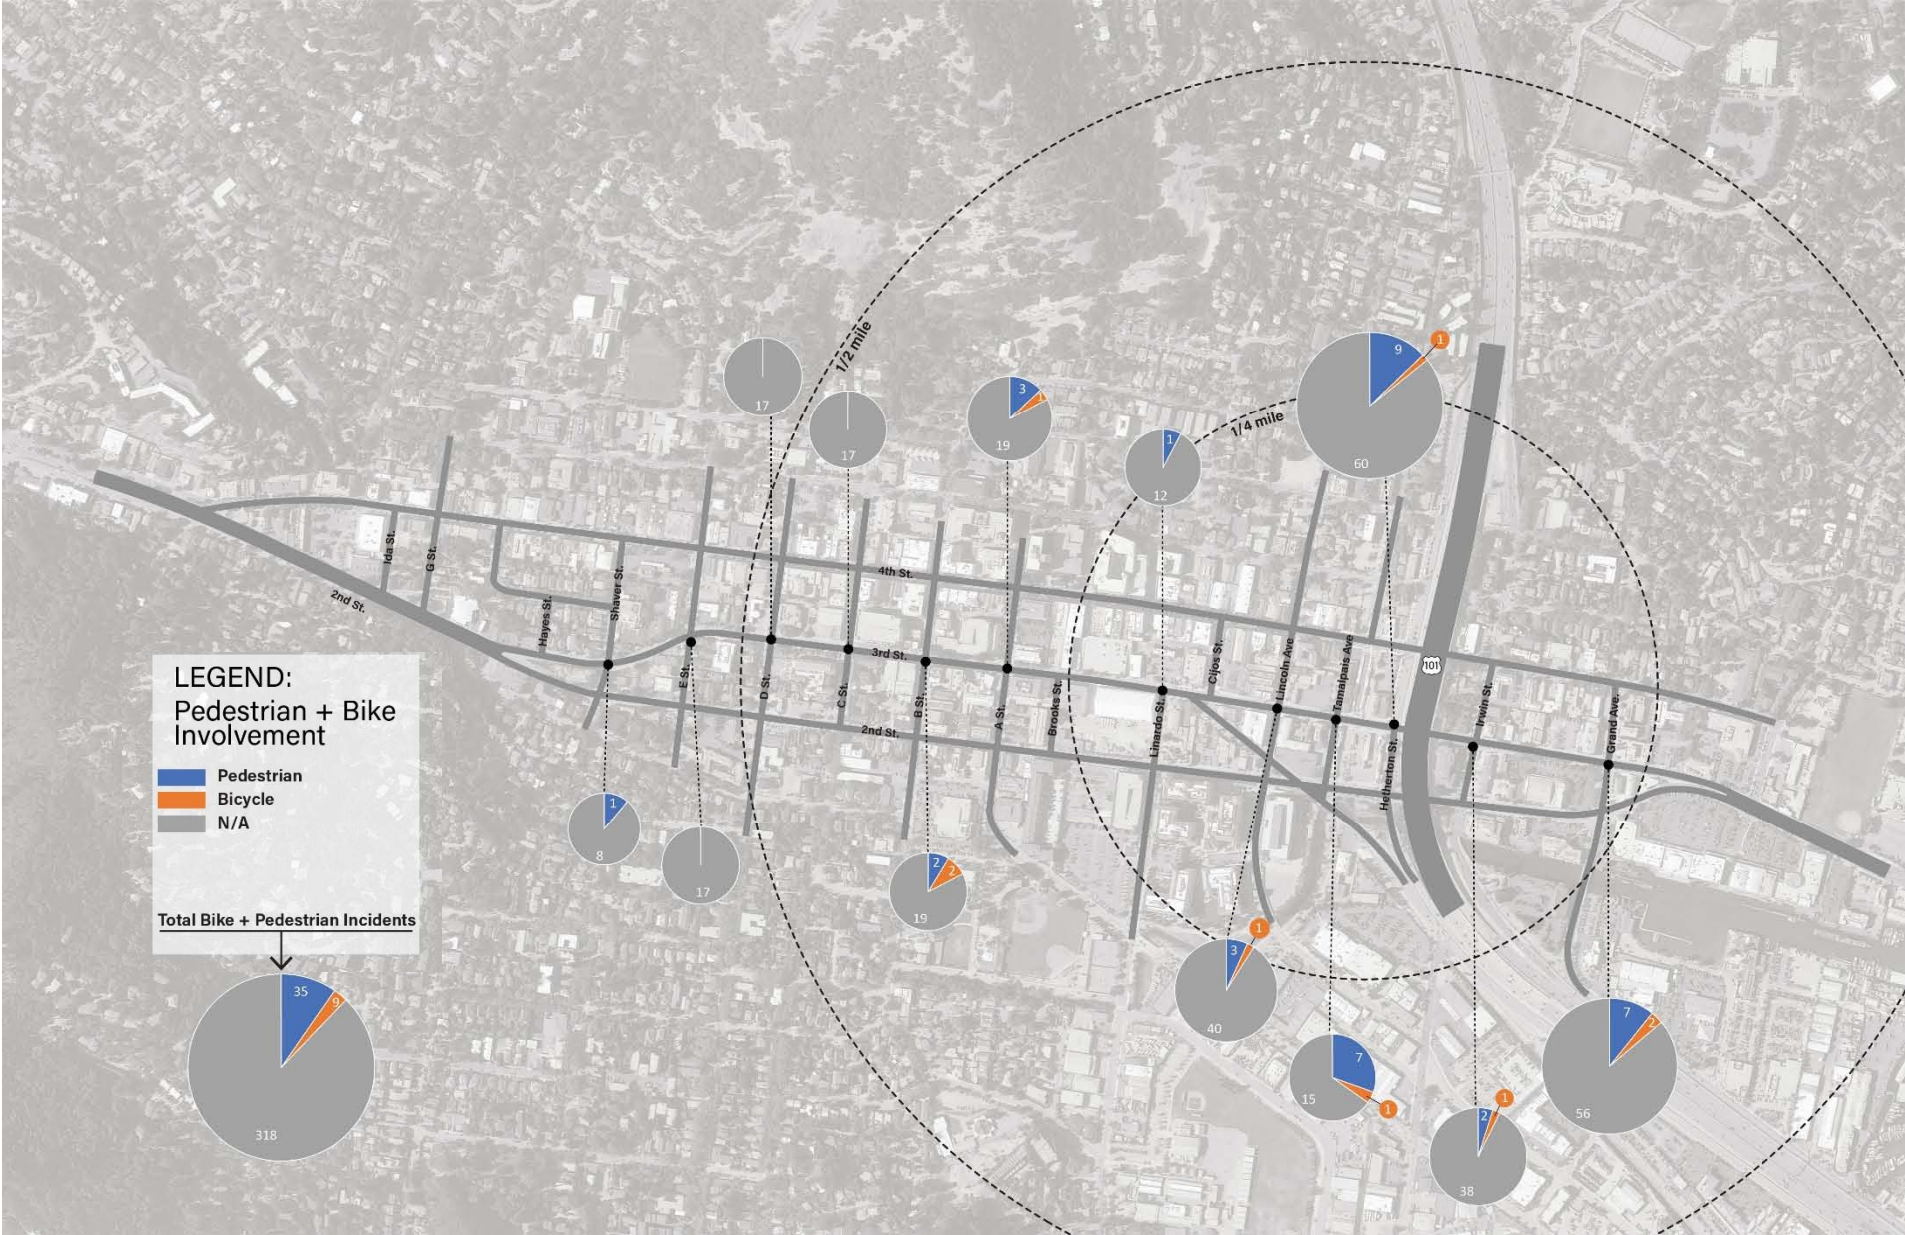 1/2 mile
1/4 mile
9
1
60
17
17
3
1
19
1
12
Ida St.
G St.
Hayes St.
Shaver St.
E St.
D St.
C St.
B St.
A St.
Brooks St.
Linardo St.
Cijos St.
Lincoln Ave
Tamalpais Ave
Hetherton St.
Irwin St.
Grand Ave.
4th St.
3rd St.
2nd St.
2nd St.
101
LEGEND:
Pedestrian + Bike
Involvement
Pedestrian
Bicycle
N/A
Total Bike + Pedestrian Incidents
35
9
318
1
8
17
2
2
19
3
1
40
7
1
15
2
1
38
7
2
56